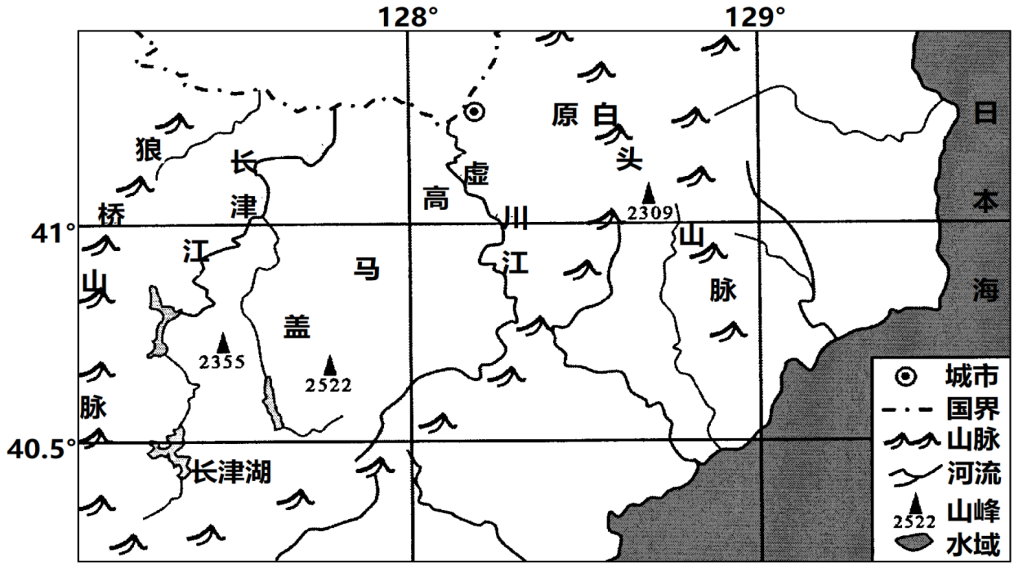 128° 129°
原 白
头
狼
桥
山
脉
长
津
江
高
虚
川
江
马
盖
山
脉
日
本
海
41°
40.5°
2309
2355
2522
长津湖
城市
国界
山脉
河流
2522 山峰
水域